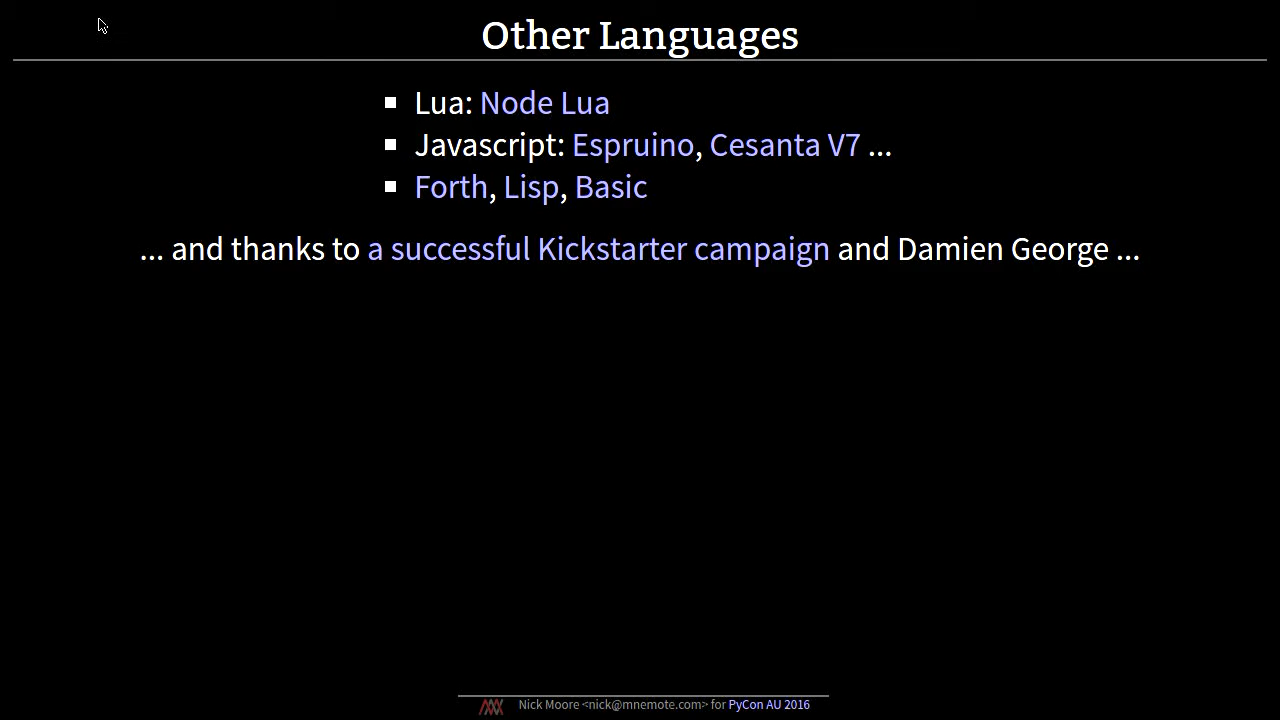 Other Languages
Lua: Node Lua
Javascript: Espruino, Cesanta V7 ...
Forth, Lisp, Basic
... and thanks to a successful Kickstarter campaign and Damien George ...
Nick Moore <nick@mnemote.com> for PyCon AU 2016